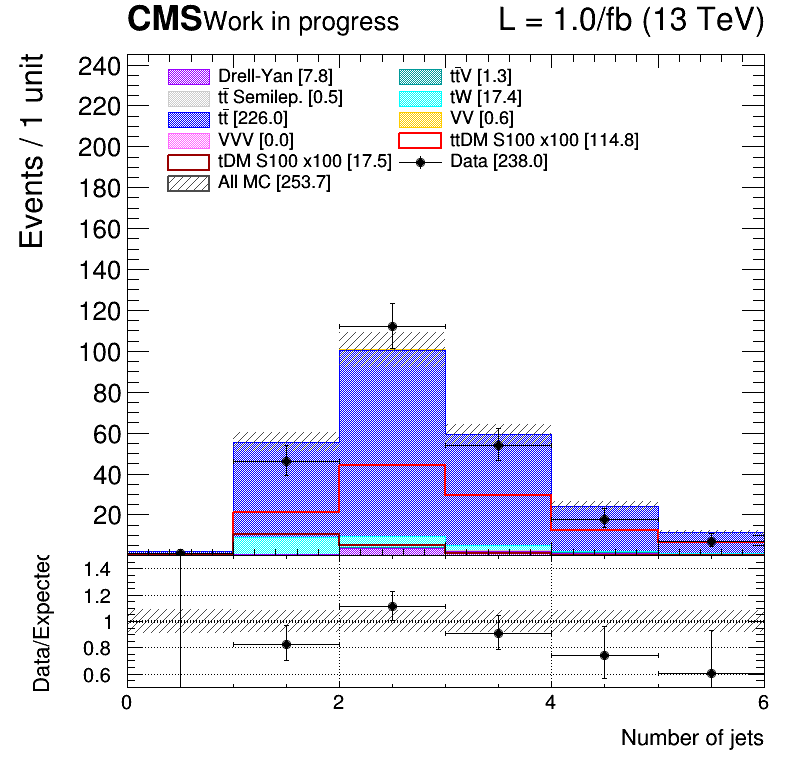 CMS Work in progress L = 1.0/fb (13 TeV)
Events / 1 unit
240
220
200
180
160
140
120
100
80
60
40
20
Drell-Yan [7.8] tt̄V [1.3]
tt̄ Semilep. [0.5] tW [17.4]
tt̄ [226.0] VV [0.6]
VVV [0.0] ttDM S100 x100 [114.8]
tDM S100 x100 [17.5] Data [238.0]
All MC [253.7]
Data/Expected
1.4
1.2
1
0.8
0.6
0 2 4 6
Number of jets